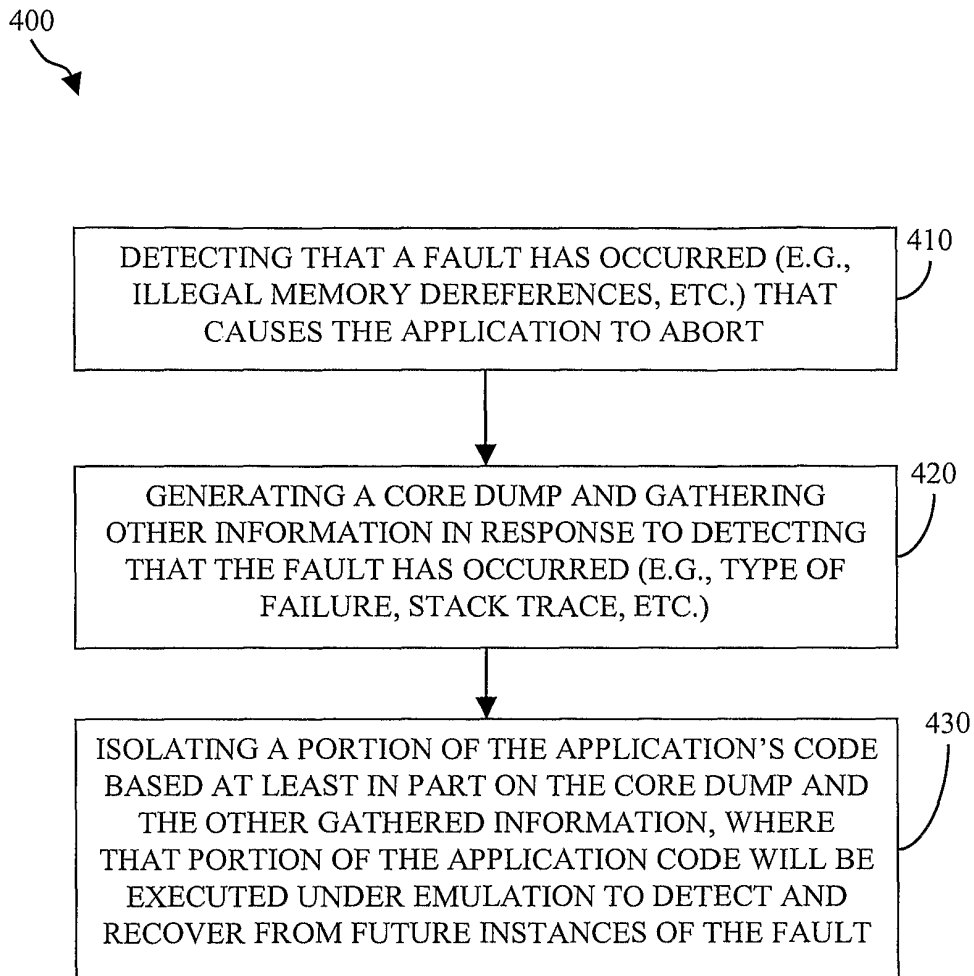 400
410
DETECTING THAT A FAULT HAS OCCURRED (E.G.,
ILLEGAL MEMORY DEREFERENCES, ETC.) THAT
CAUSES THE APPLICATION TO ABORT
420
GENERATING A CORE DUMP AND GATHERING
OTHER INFORMATION IN RESPONSE TO DETECTING
THAT THE FAULT HAS OCCURRED (E.G., TYPE OF
FAILURE, STACK TRACE, ETC.)
430
ISOLATING A PORTION OF THE APPLICATION'S CODE
BASED AT LEAST IN PART ON THE CORE DUMP AND
THE OTHER GATHERED INFORMATION, WHERE
THAT PORTION OF THE APPLICATION CODE WILL BE
EXECUTED UNDER EMULATION TO DETECT AND
RECOVER FROM FUTURE INSTANCES OF THE FAULT